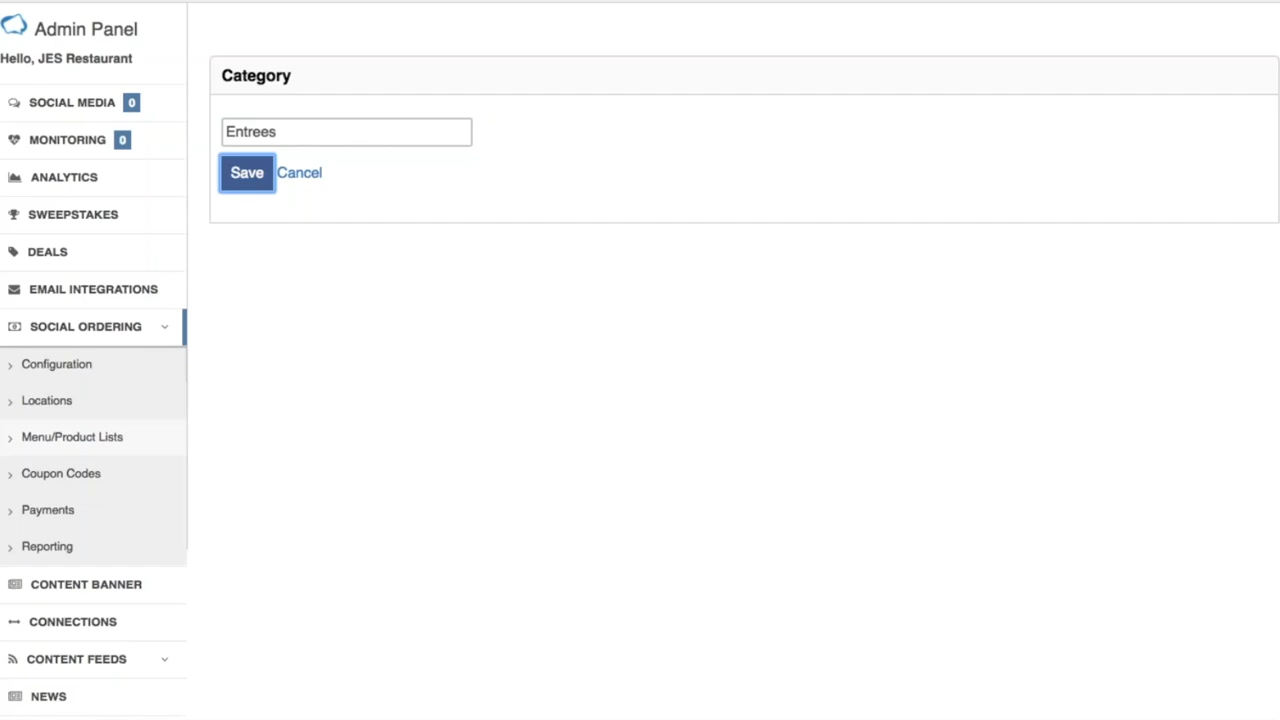 Admin Panel
Hello, JES Restaurant
SOCIAL MEDIA 0
MONITORING 0
ANALYTICS
SWEEPSTAKES
DEALS
EMAIL INTEGRATIONS
SOCIAL ORDERING
Configuration
Locations
Menu/Product Lists
Coupon Codes
Payments
Reporting
CONTENT BANNER
CONNECTIONS
CONTENT FEEDS
NEWS
Category
Entrees
Save Cancel